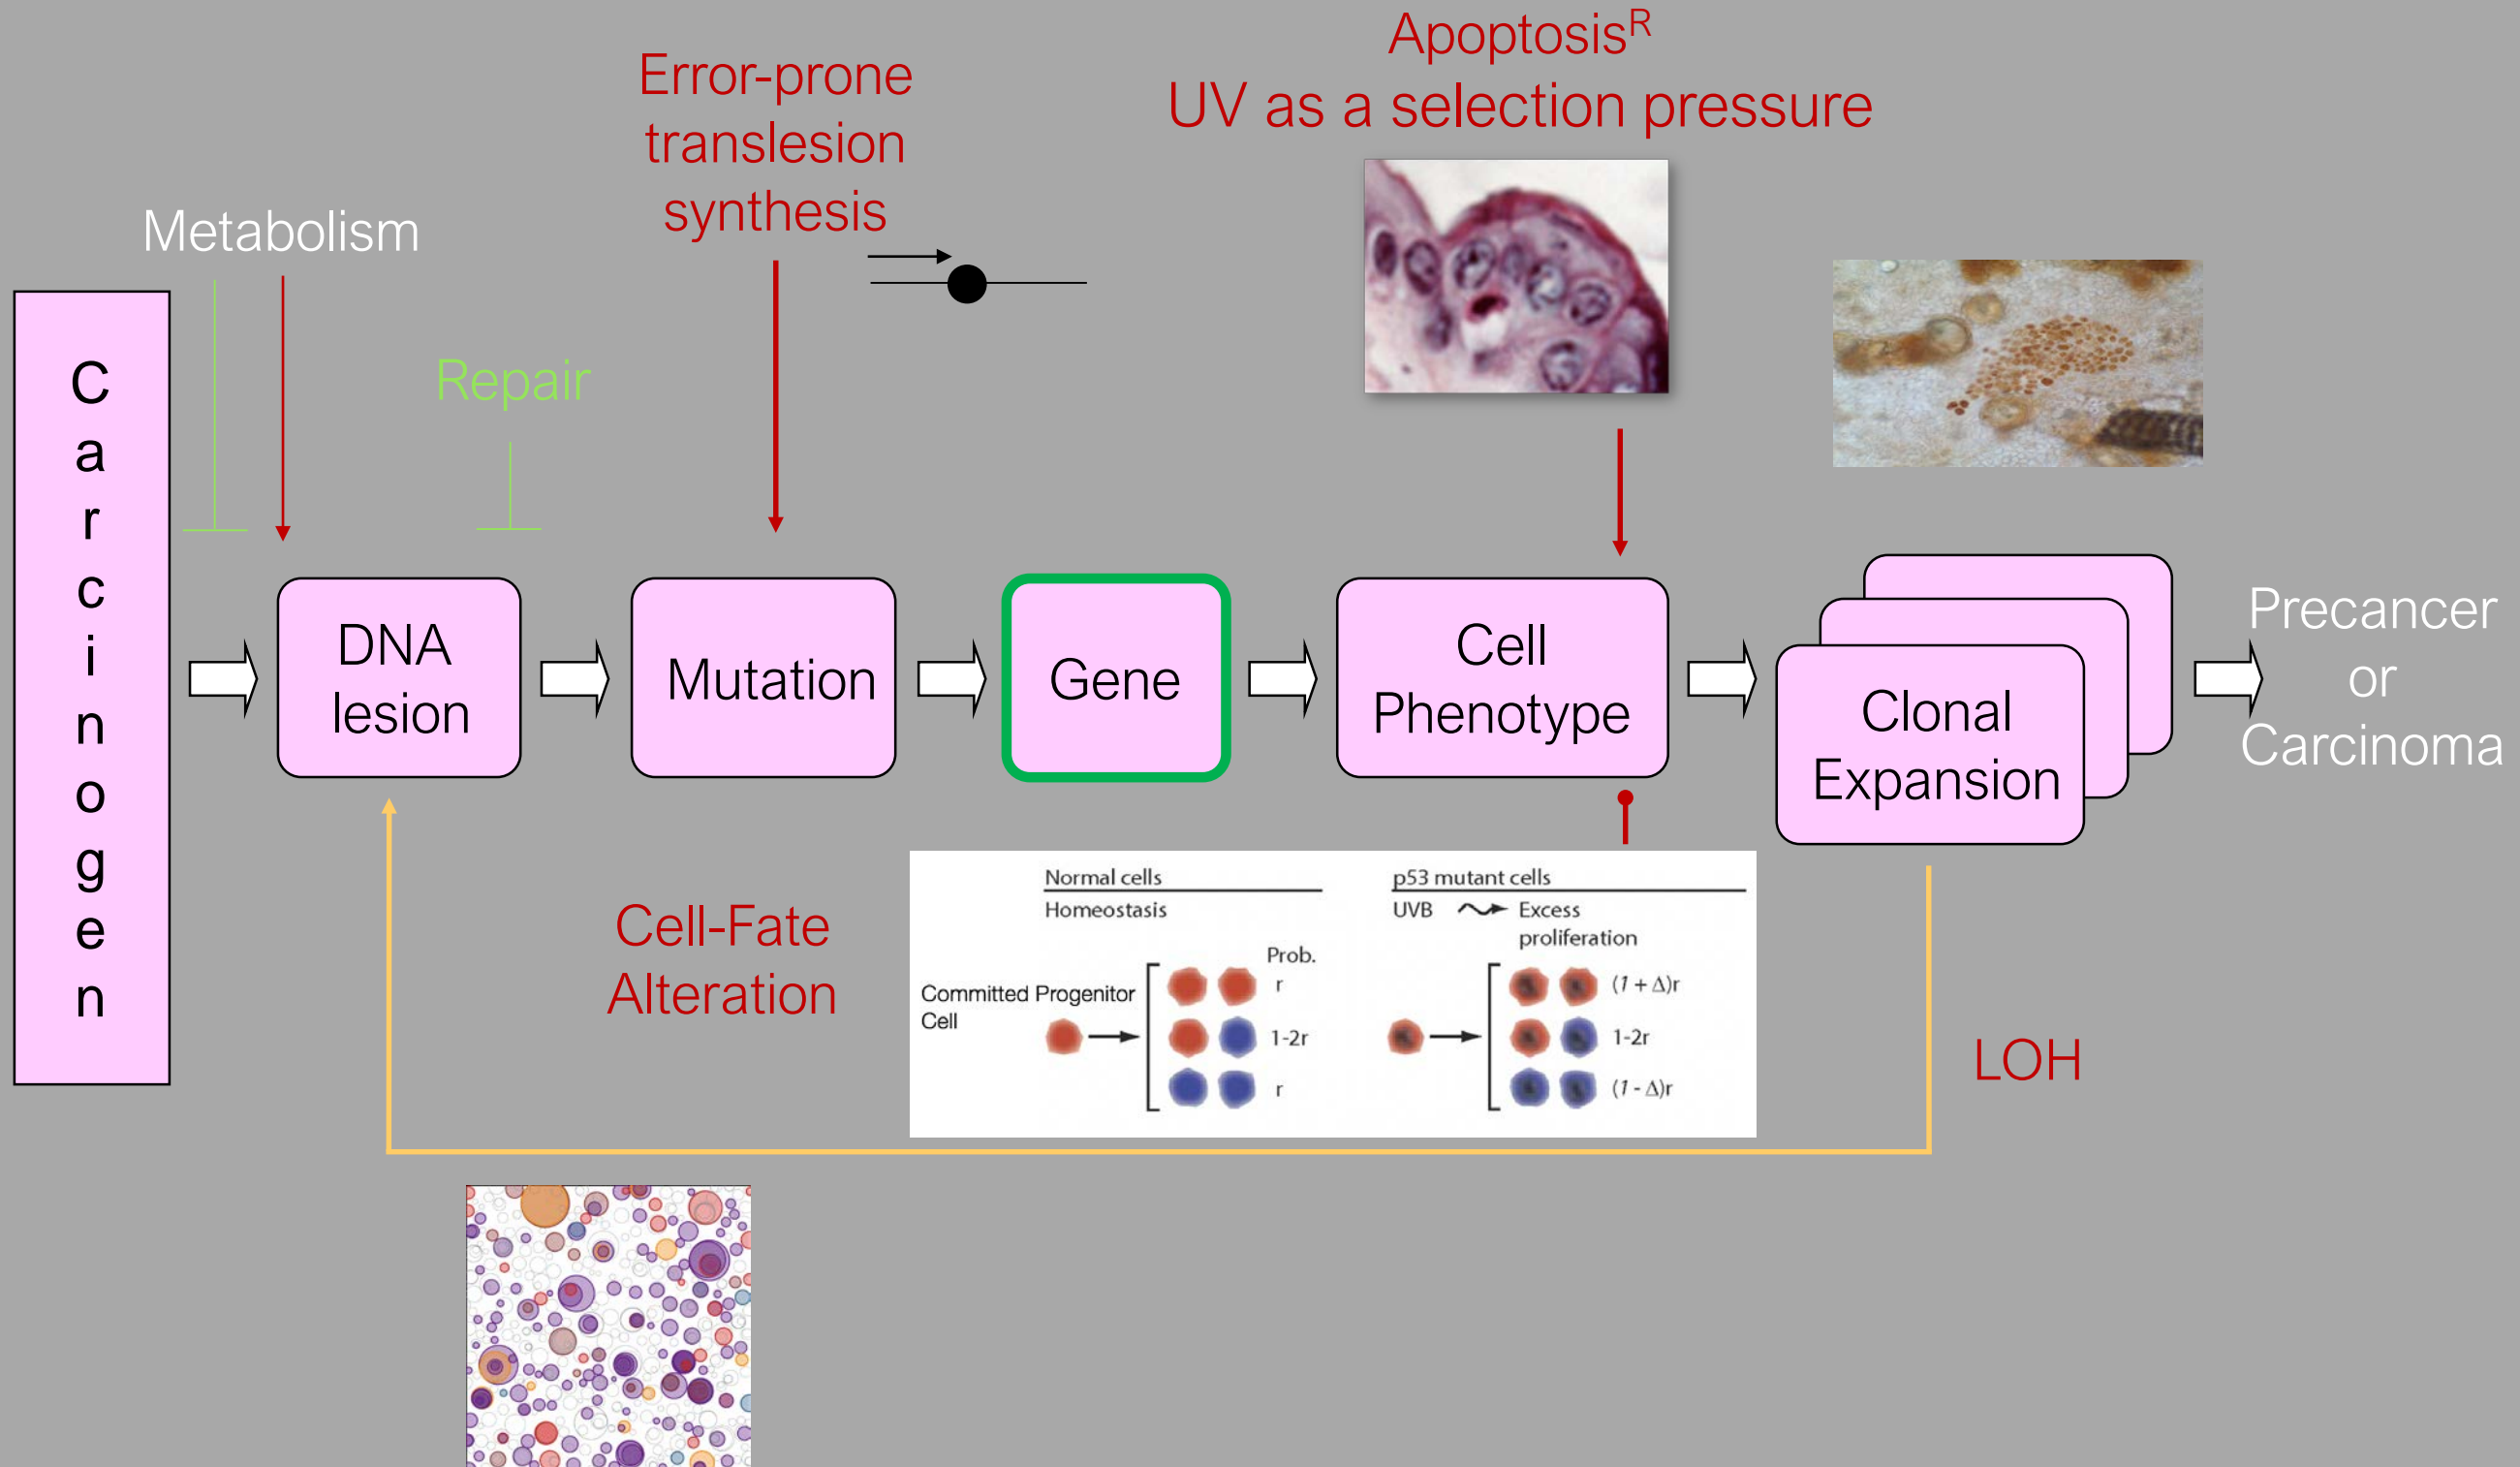 Apoptosisᴿ
UV as a selection pressure
Error-prone
translesion
synthesis
Metabolism
Repair
Carcinogen
DNA
lesion
Mutation
Gene
Cell
Phenotype
Clonal
Expansion
Precancer
or
Carcinoma
Cell-Fate
Alteration
Normal cells
Homeostasis
Prob.
Committed Progenitor
Cell
r
1-2r
r
p53 mutant cells
UVB Excess
proliferation
(1 + Δ)r
1-2r
(1 - Δ)r
LOH